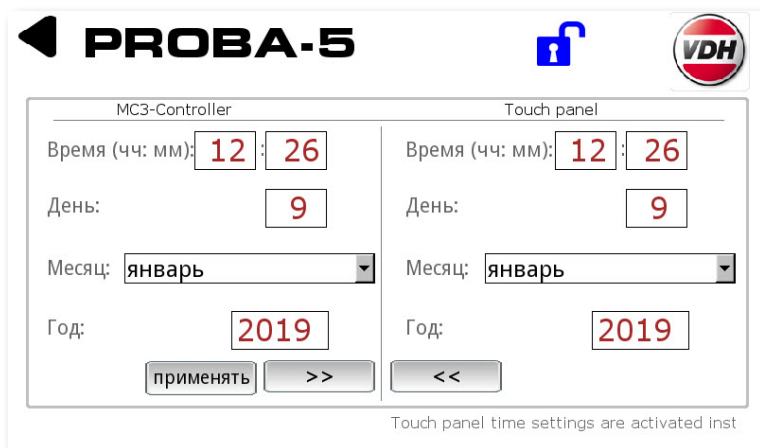 PROBA-5
VDH
MC3-Controller
Touch panel
Время (чч: мм): 12 : 26
Время (чч: мм): 12 : 26
День: 9
День: 9
Месяц: январь
Месяц: январь
Год: 2019
Год: 2019
применять >>
<<
Touch panel time settings are activated inst